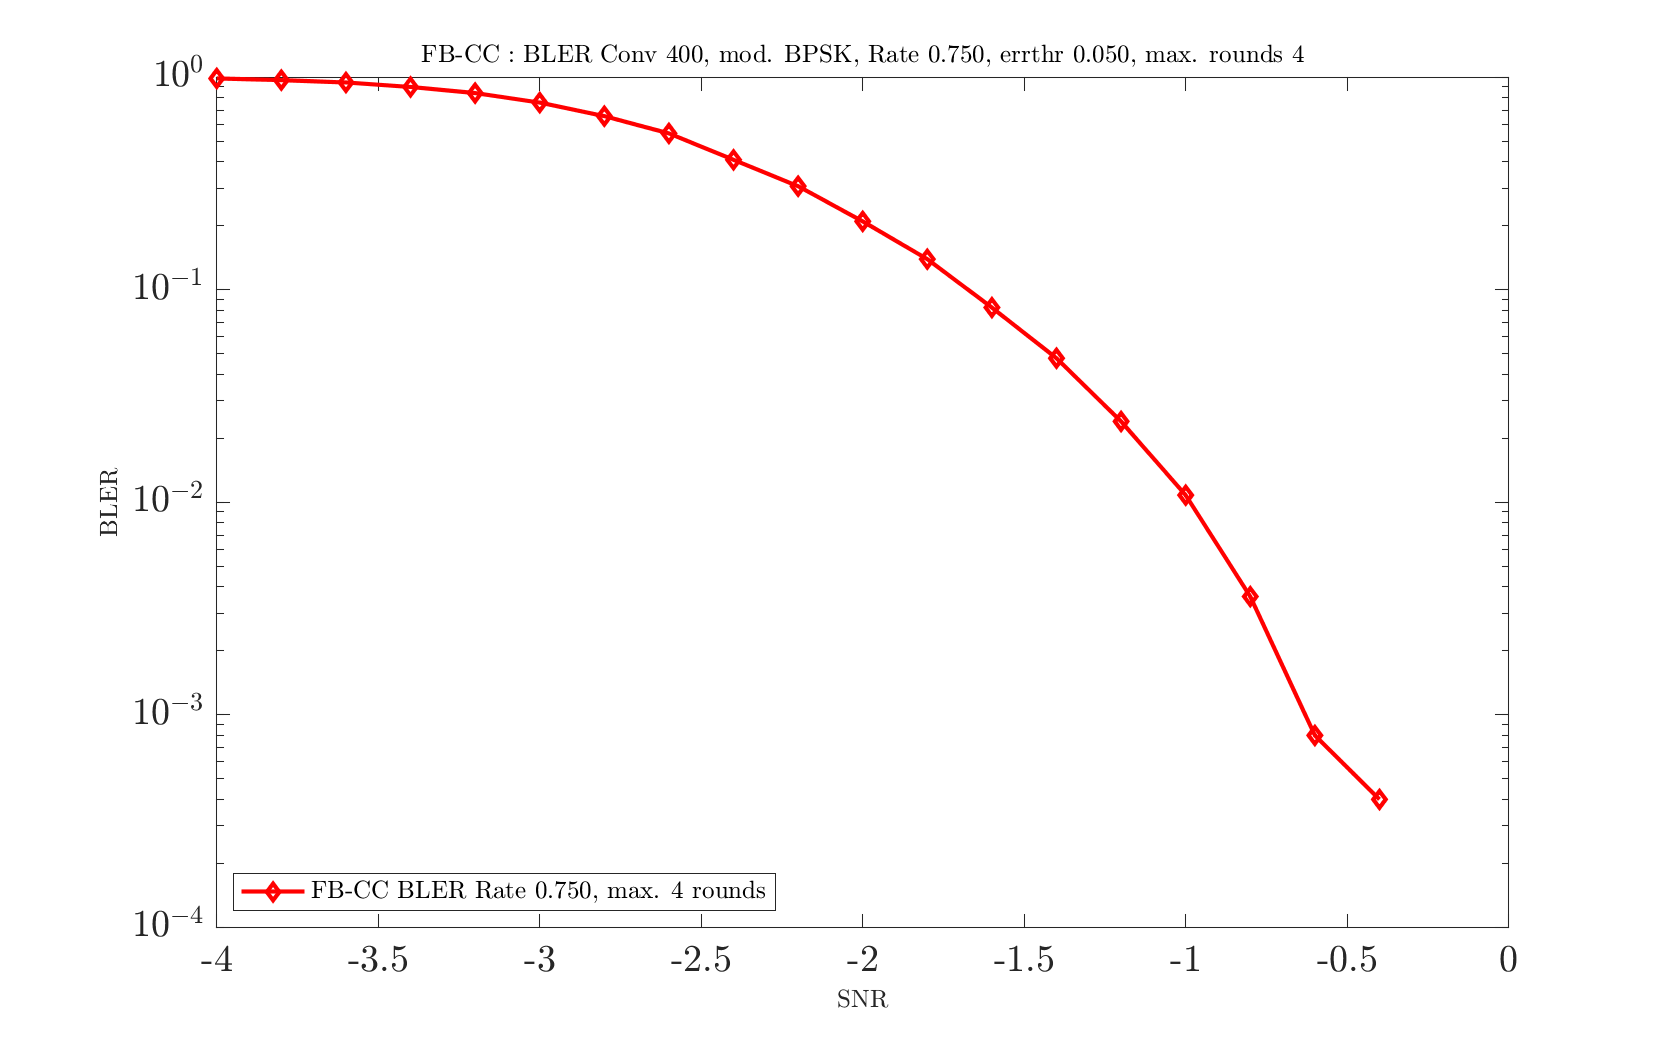 FB-CC : BLER Conv 400, mod. BPSK, Rate 0.750, errthr 0.050, max. rounds 4
10^0
10^-1
10^-2
10^-3
10^-4
BLER
FB-CC BLER Rate 0.750, max. 4 rounds
-4 -3.5 -3 -2.5 -2 -1.5 -1 -0.5 0
SNR